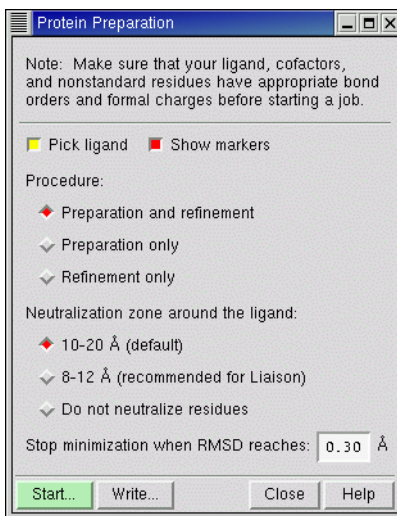 Protein Preparation
Note: Make sure that your ligand, cofactors,
and nonstandard residues have appropriate bond
orders and formal charges before starting a job.
Pick ligand Show markers
Procedure:
Preparation and refinement
Preparation only
Refinement only
Neutralization zone around the ligand:
10-20 Å (default)
8-12 Å (recommended for Liaison)
Do not neutralize residues
Stop minimization when RMSD reaches: 0.30 Å
Start... Write... Close Help